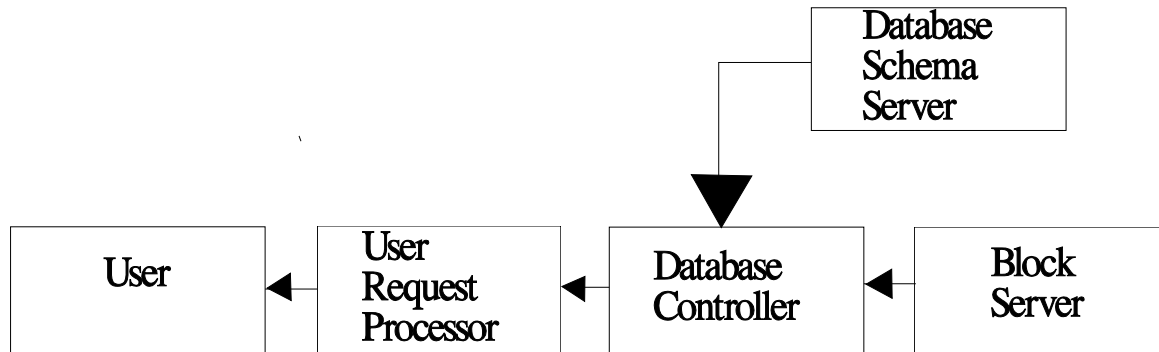 Database
Schema
Server
User
User
Request
Processor
Database
Controller
Block
Server